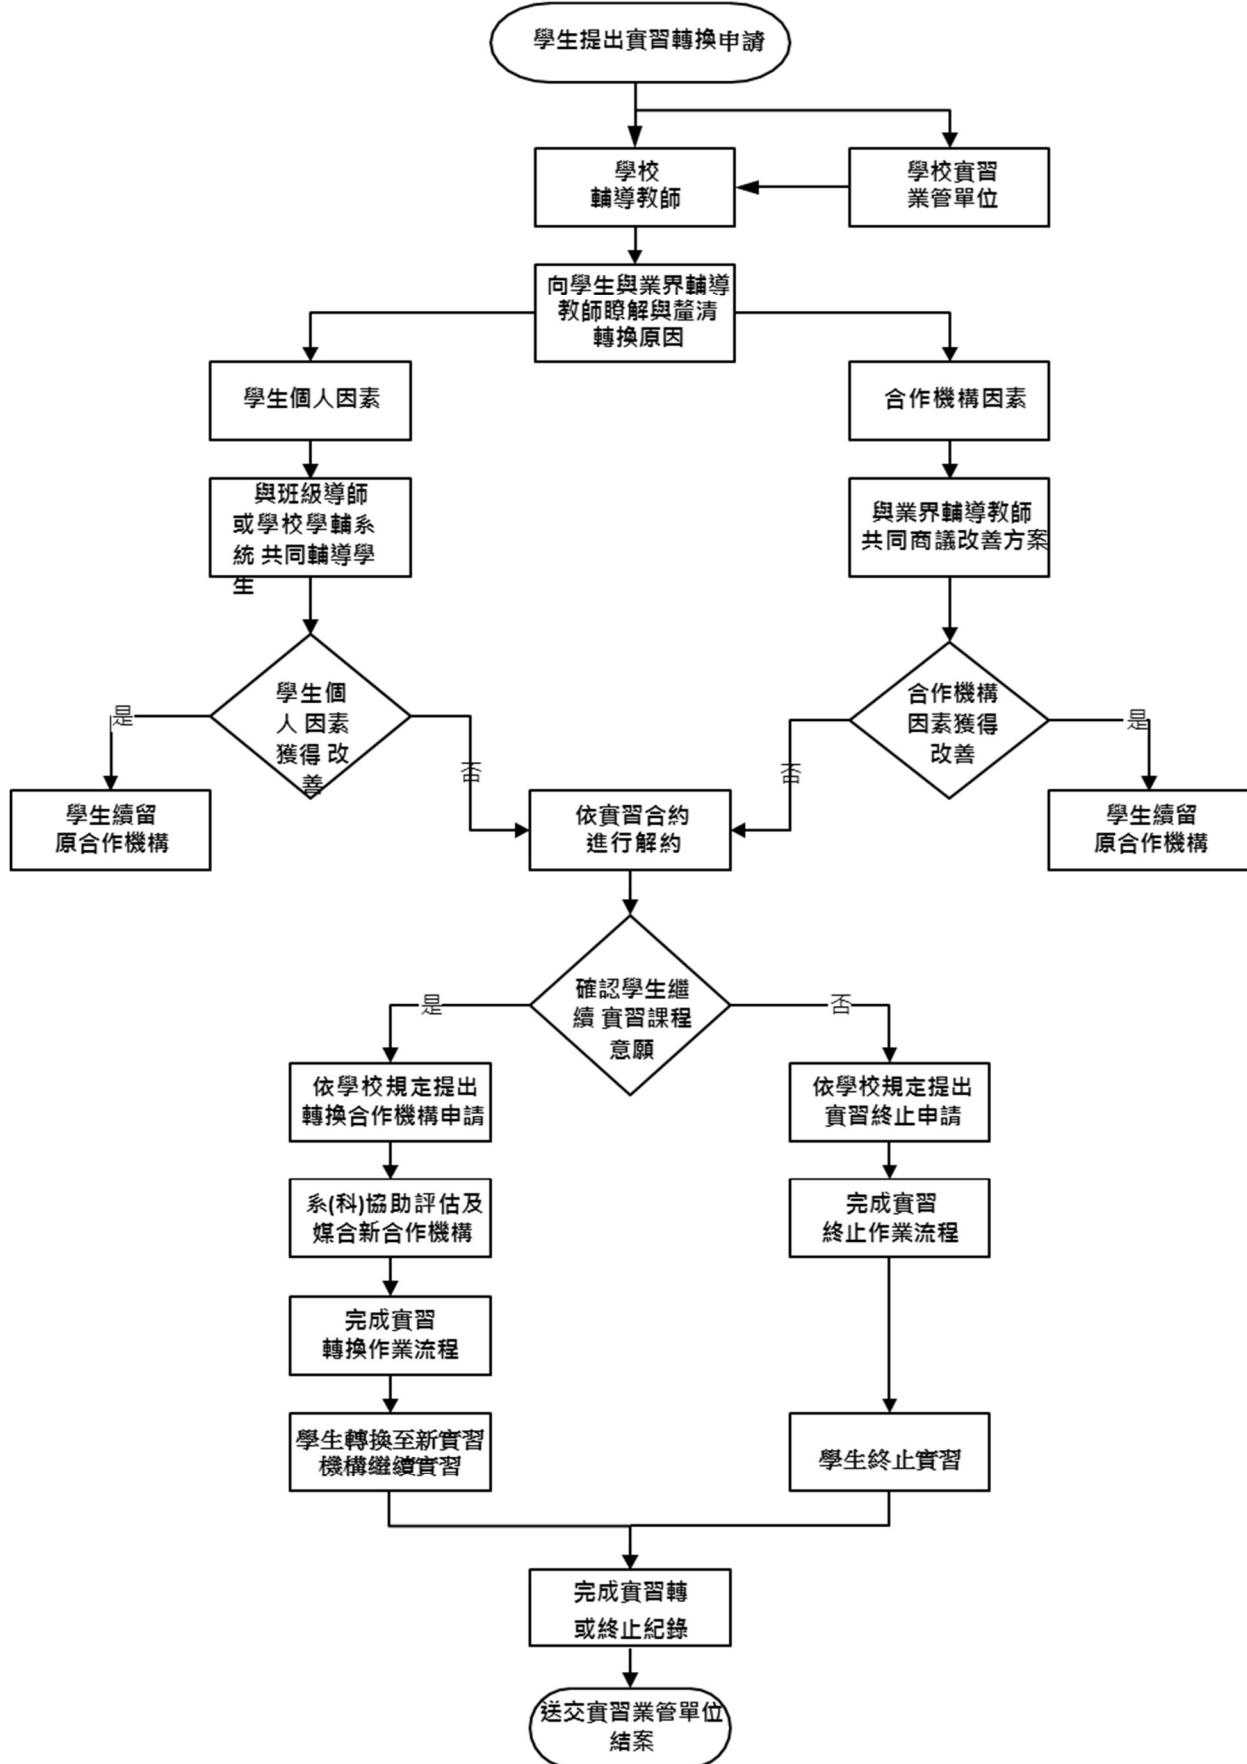 學生提出實習轉換申請
學校
輔導教師
學校實習
業管單位
向學生與業界輔導
教師瞭解與釐清
轉換原因
學生個人因素
合作機構因素
與班級導師
或學校學輔系
統 共同輔導學
生
與業界輔導教師
共同商議改善方案
學生個
人 因素
獲得 改
善
合作機構
因素獲得
改善
是
否
否
是
學生續留
原合作機構
依實習合約
進行解約
學生續留
原合作機構
確認學生繼
續 實習課程
意願
是
否
依學校規定提出
轉換合作機構申請
依學校規定提出
實習終止申請
系(科)協助評估及
媒合新合作機構
完成實習
終止作業流程
完成實習
轉換作業流程
學生轉換至新實習
機構繼續實習
學生終止實習
完成實習轉
或終止紀錄
送交實習業管單位
結案